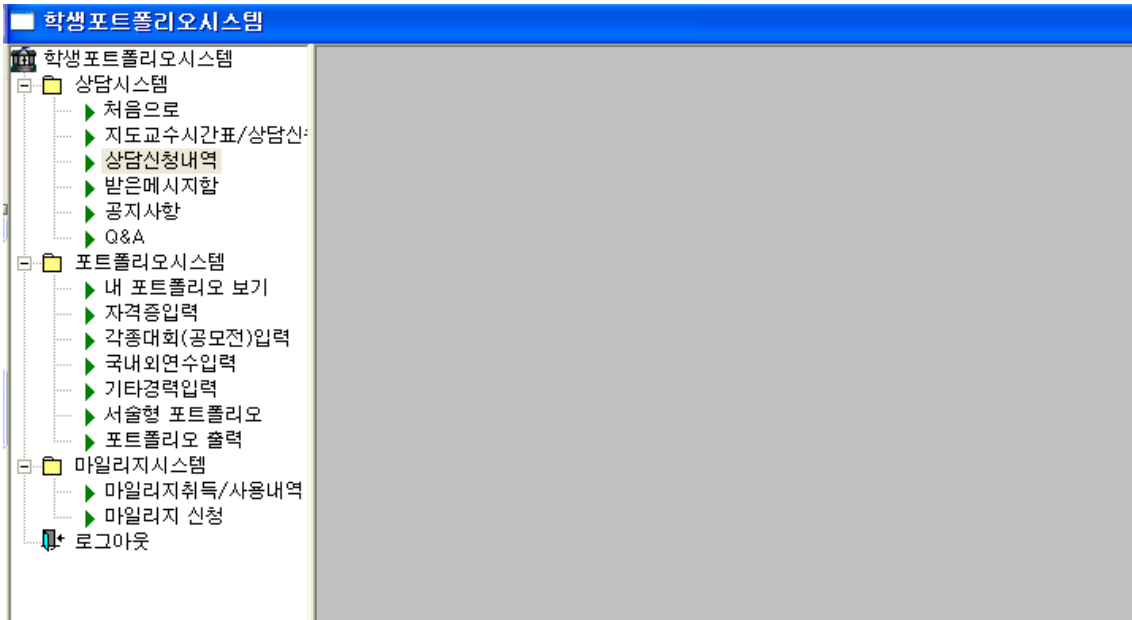 학생포트폴리오시스템
학생포트폴리오시스템
상담시스템
처음으로
지도교수시간표/상담신
상담신청내역
받은메시지함
공지사항
Q&A
포트폴리오시스템
내 포트폴리오 보기
자격증입력
각종대회(공모전)입력
국내외연수입력
기타경력입력
서술형 포트폴리오
포트폴리오 출력
마일리지시스템
마일리지취득/사용내역
마일리지 신청
로그아웃